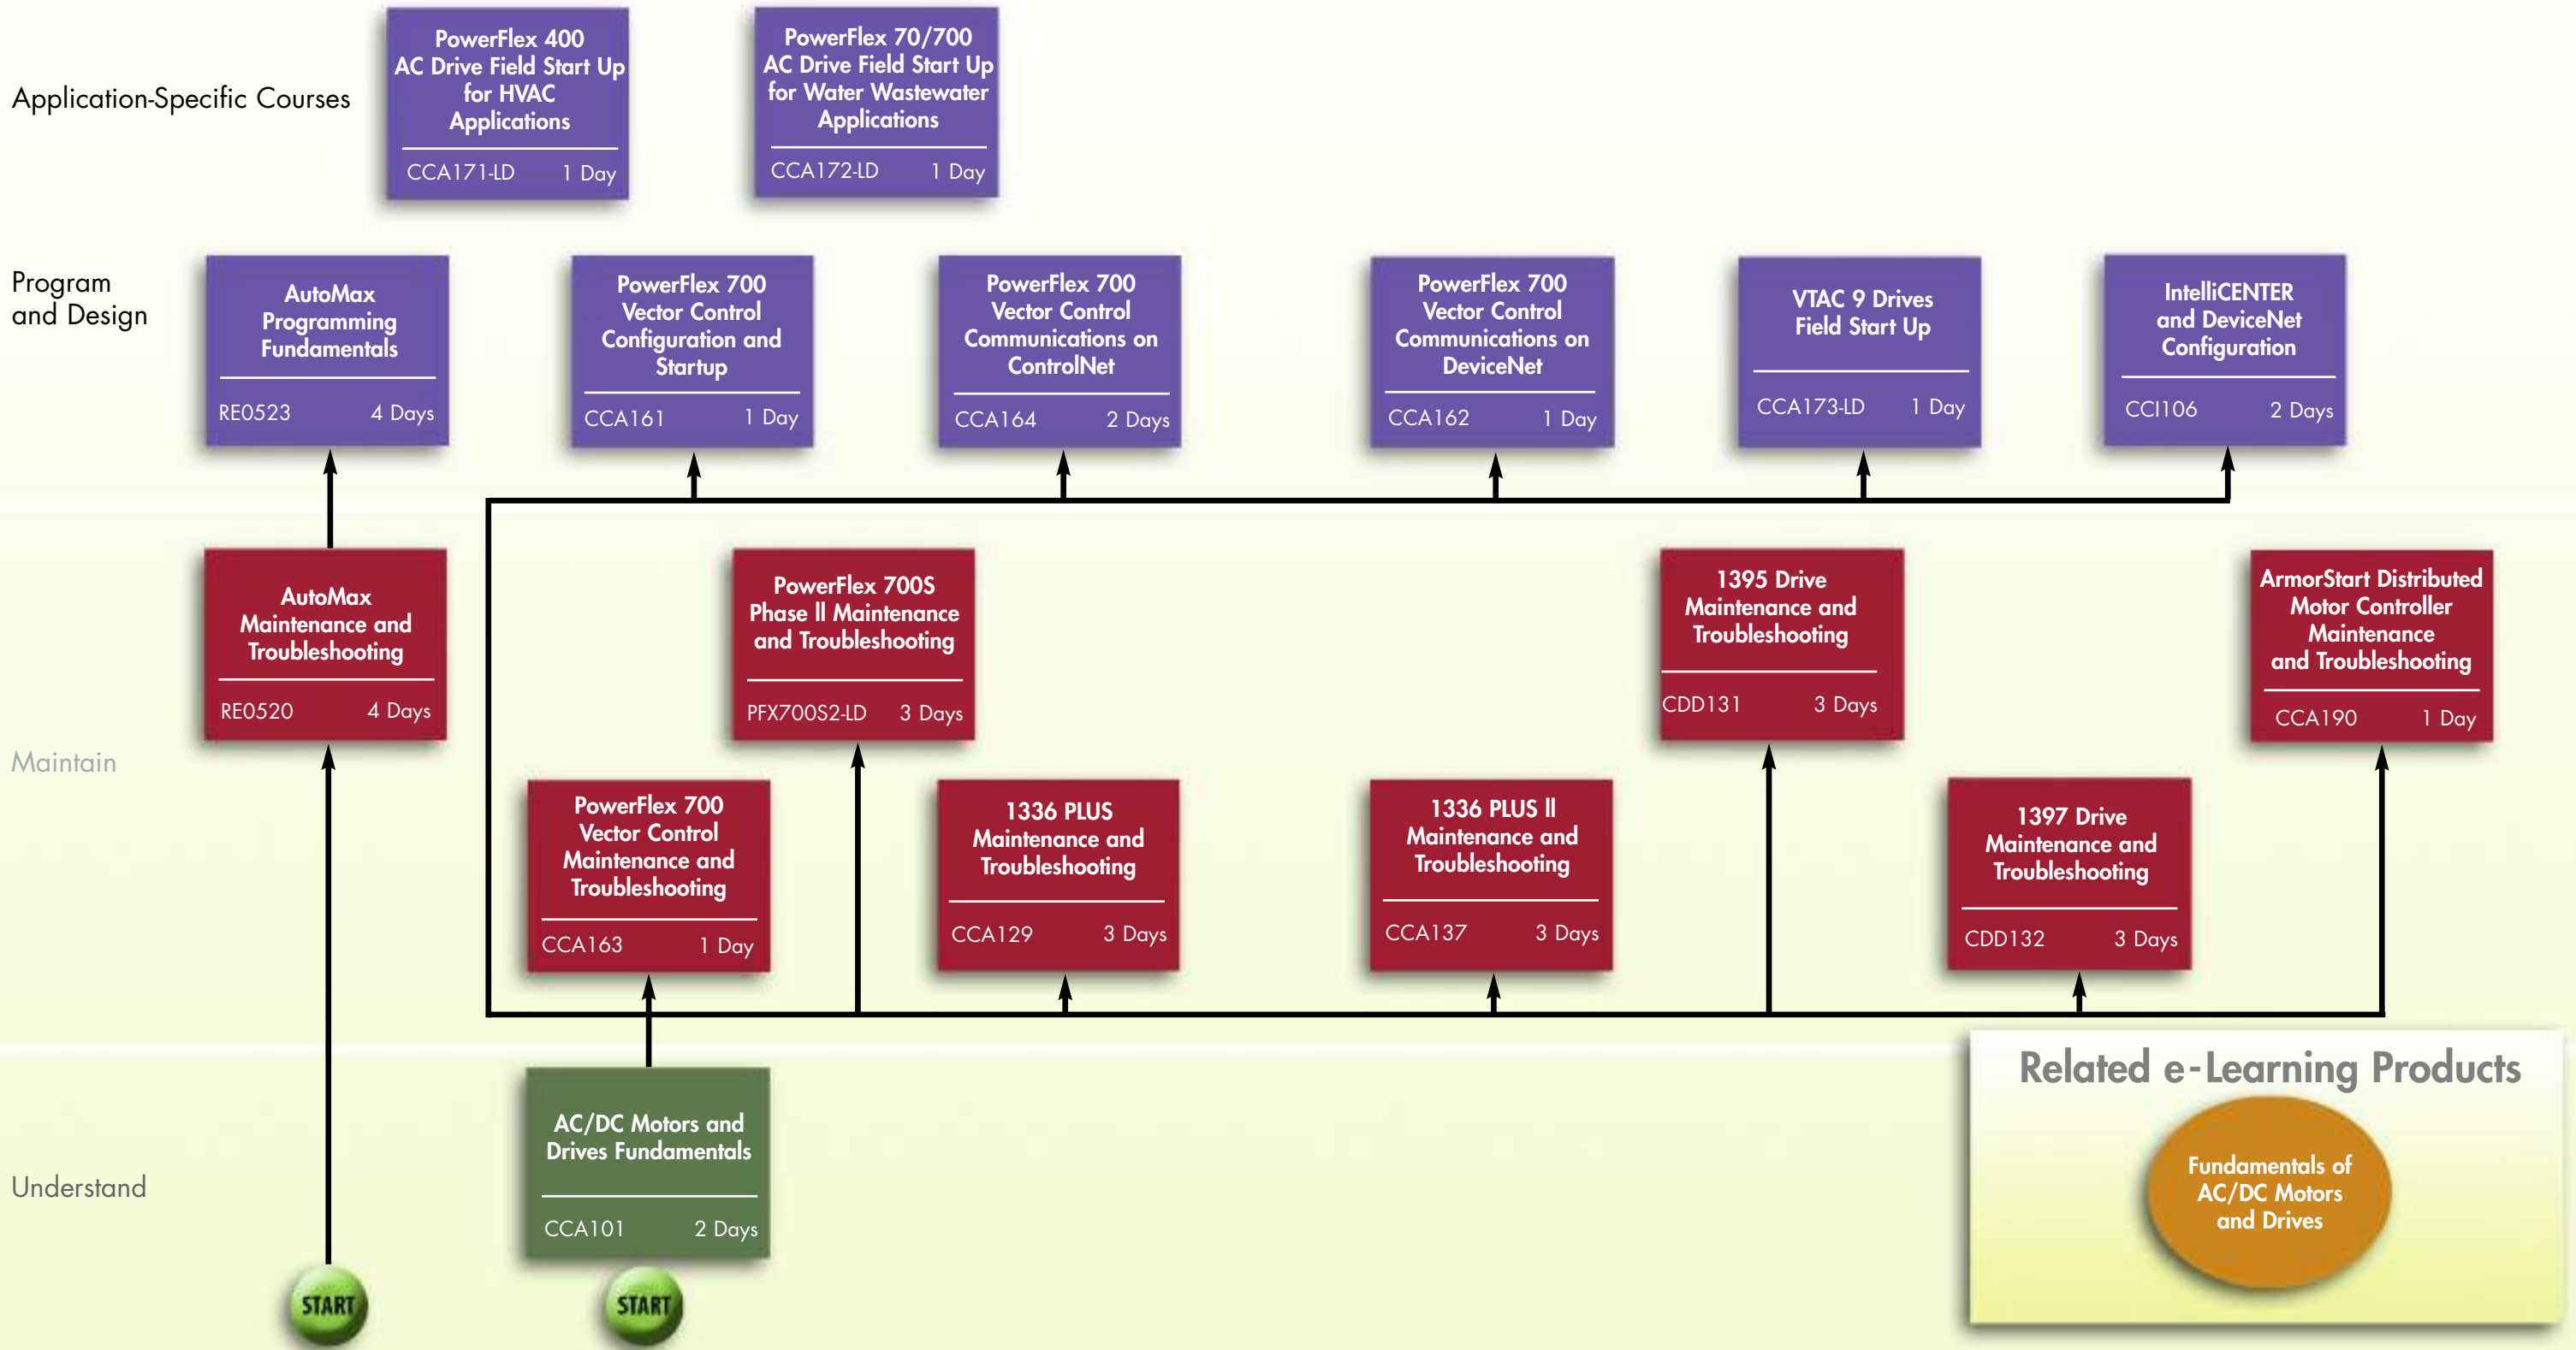 Application-Specific Courses
PowerFlex 400
AC Drive Field Start Up
for HVAC
Applications
CCA171-LD 1 Day
PowerFlex 70/700
AC Drive Field Start Up
for Water Wastewater
Applications
CCA172-LD 1 Day
Program
and Design
AutoMax
Programming
Fundamentals
RE0523 4 Days
PowerFlex 700
Vector Control
Configuration and
Startup
CCA161 1 Day
PowerFlex 700
Vector Control
Communications on
ControlNet
CCA164 2 Days
PowerFlex 700
Vector Control
Communications on
DeviceNet
CCA162 1 Day
VTAC 9 Drives
Field Start Up
CCA173-LD 1 Day
IntelliCENTER
and DeviceNet
Configuration
CCI106 2 Days
Maintain
AutoMax
Maintenance and
Troubleshooting
RE0520 4 Days
PowerFlex 700S
Phase ll Maintenance
and Troubleshooting
PFX700S2-LD 3 Days
1395 Drive
Maintenance and
Troubleshooting
CDD131 3 Days
ArmorStart Distributed
Motor Controller
Maintenance
and Troubleshooting
CCA190 1 Day
PowerFlex 700
Vector Control
Maintenance and
Troubleshooting
CCA163 1 Day
1336 PLUS
Maintenance and
Troubleshooting
CCA129 3 Days
1336 PLUS ll
Maintenance and
Troubleshooting
CCA137 3 Days
1397 Drive
Maintenance and
Troubleshooting
CDD132 3 Days
Understand
AC/DC Motors and
Drives Fundamentals
CCA101 2 Days
START
START
Related e-Learning Products
Fundamentals of
AC/DC Motors
and Drives